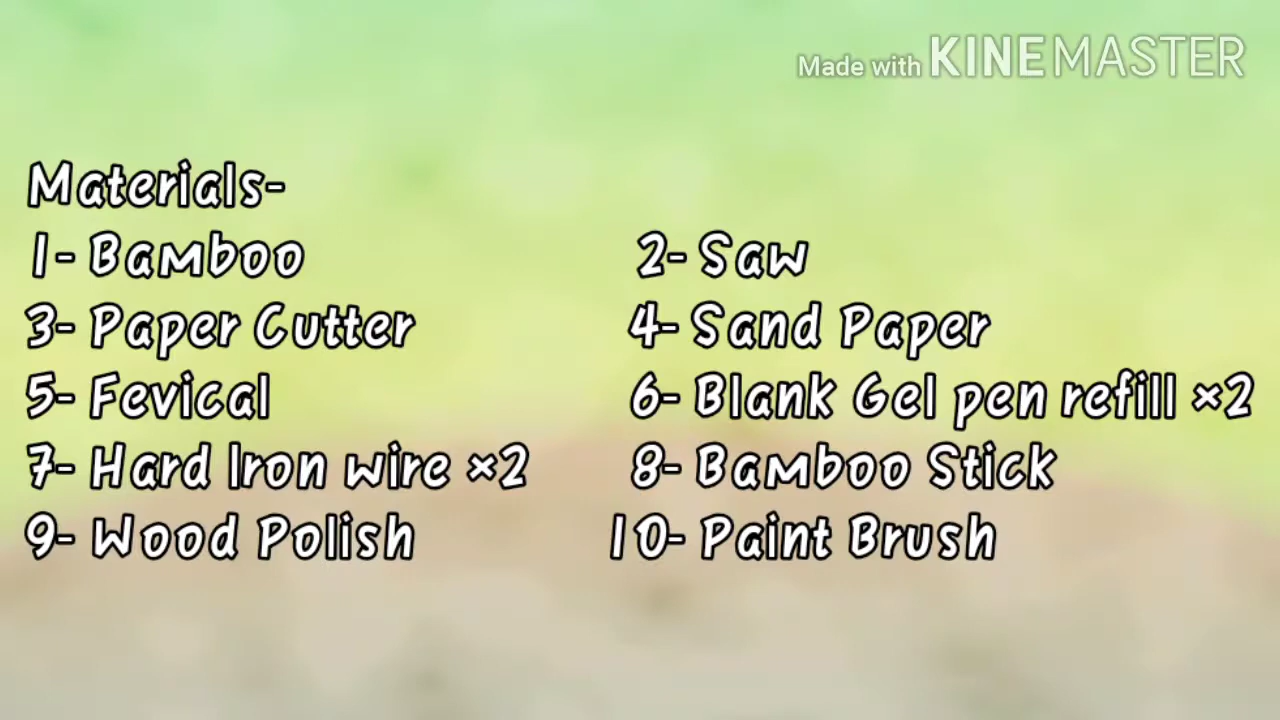 Made with KINEMASTER
Materials-
1- Bamboo 2- Saw
3- Paper Cutter 4- Sand Paper
5- Fevical 6- Blank Gel pen refill ×2
7- Hard Iron wire ×2 8- Bamboo Stick
9- Wood Polish 10- Paint Brush